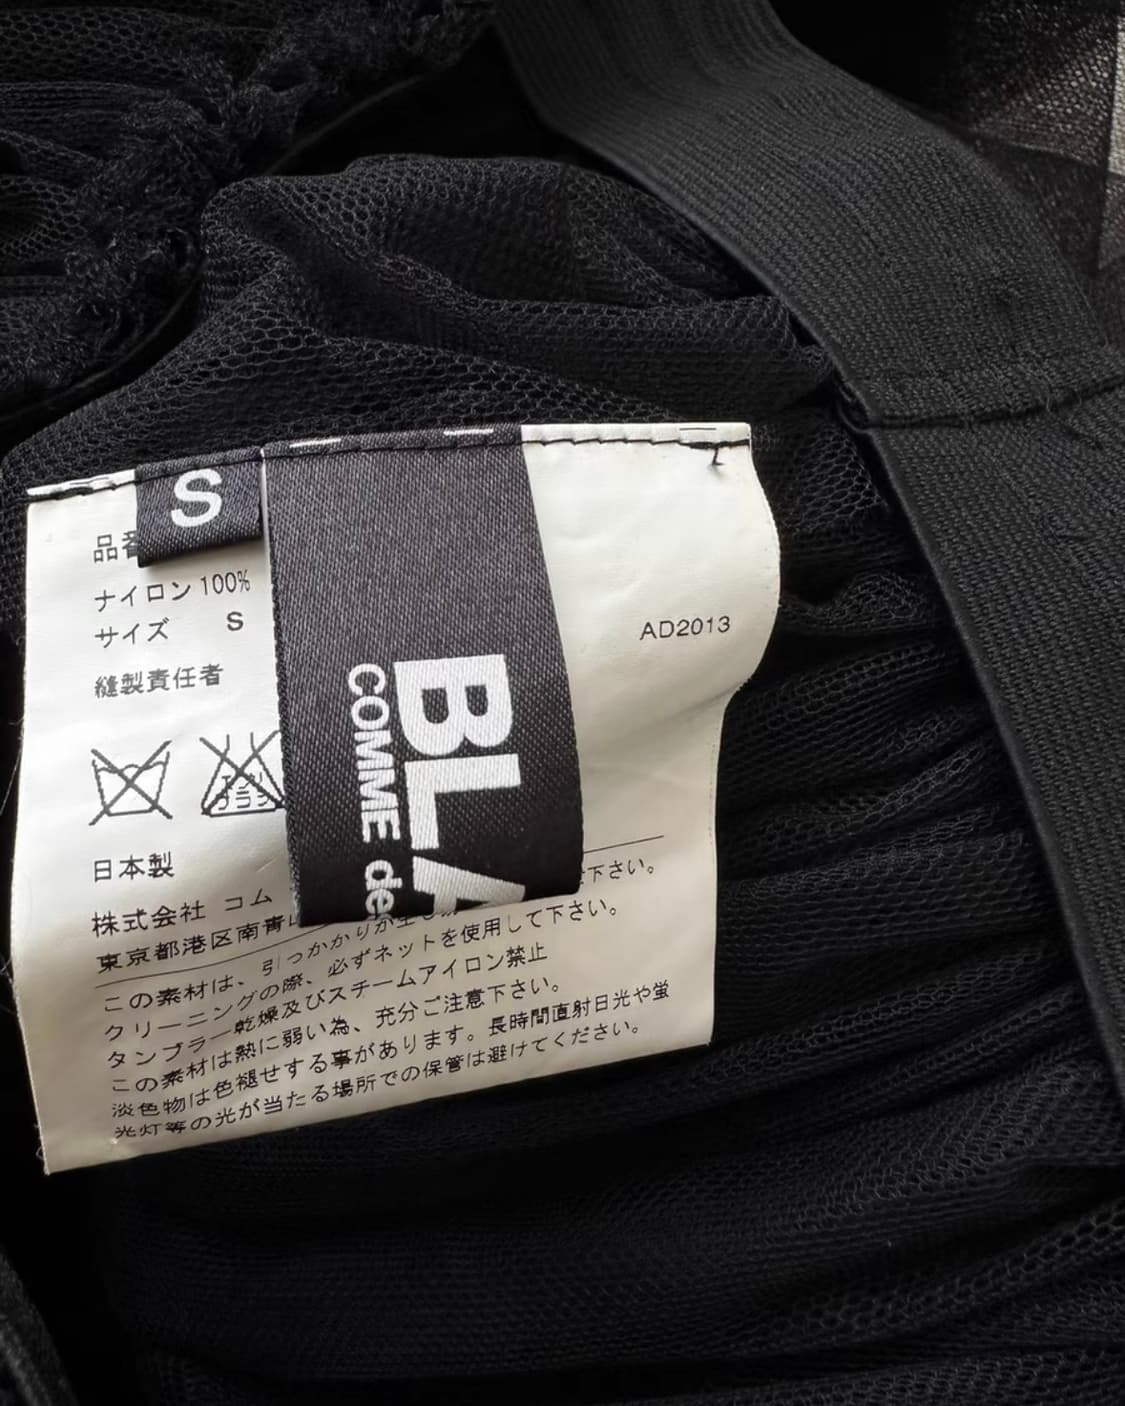 S
品番
ナイロン 100%
サイズ S
縫製責任者
AD2013
BLA
COMME de
日本製
株式会社 コム
東京都港区南青
下さい。
この素材は、引っかかりが生じ
クリーニングの際、必ずネットを使用して下さい。
タンブラー乾燥及びスチームアイロン禁止
この素材は熱に弱い為、充分ご注意下さい。
淡色物は色褪せする事があります。長時間直射日光や蛍
光灯等の光が当たる場所での保管は避けてください。